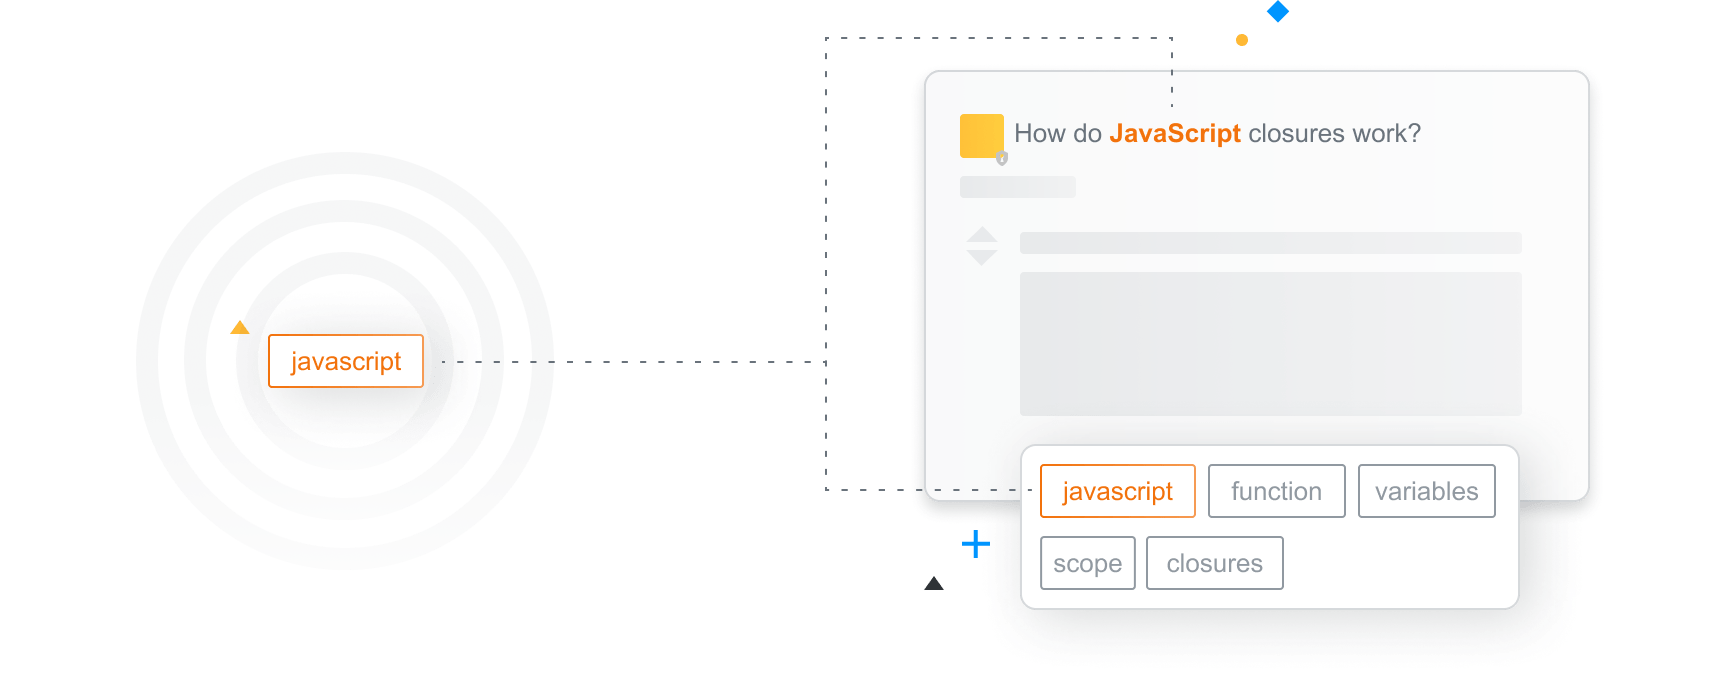 How do JavaScript closures work?
javascript
javascript function variables
scope closures